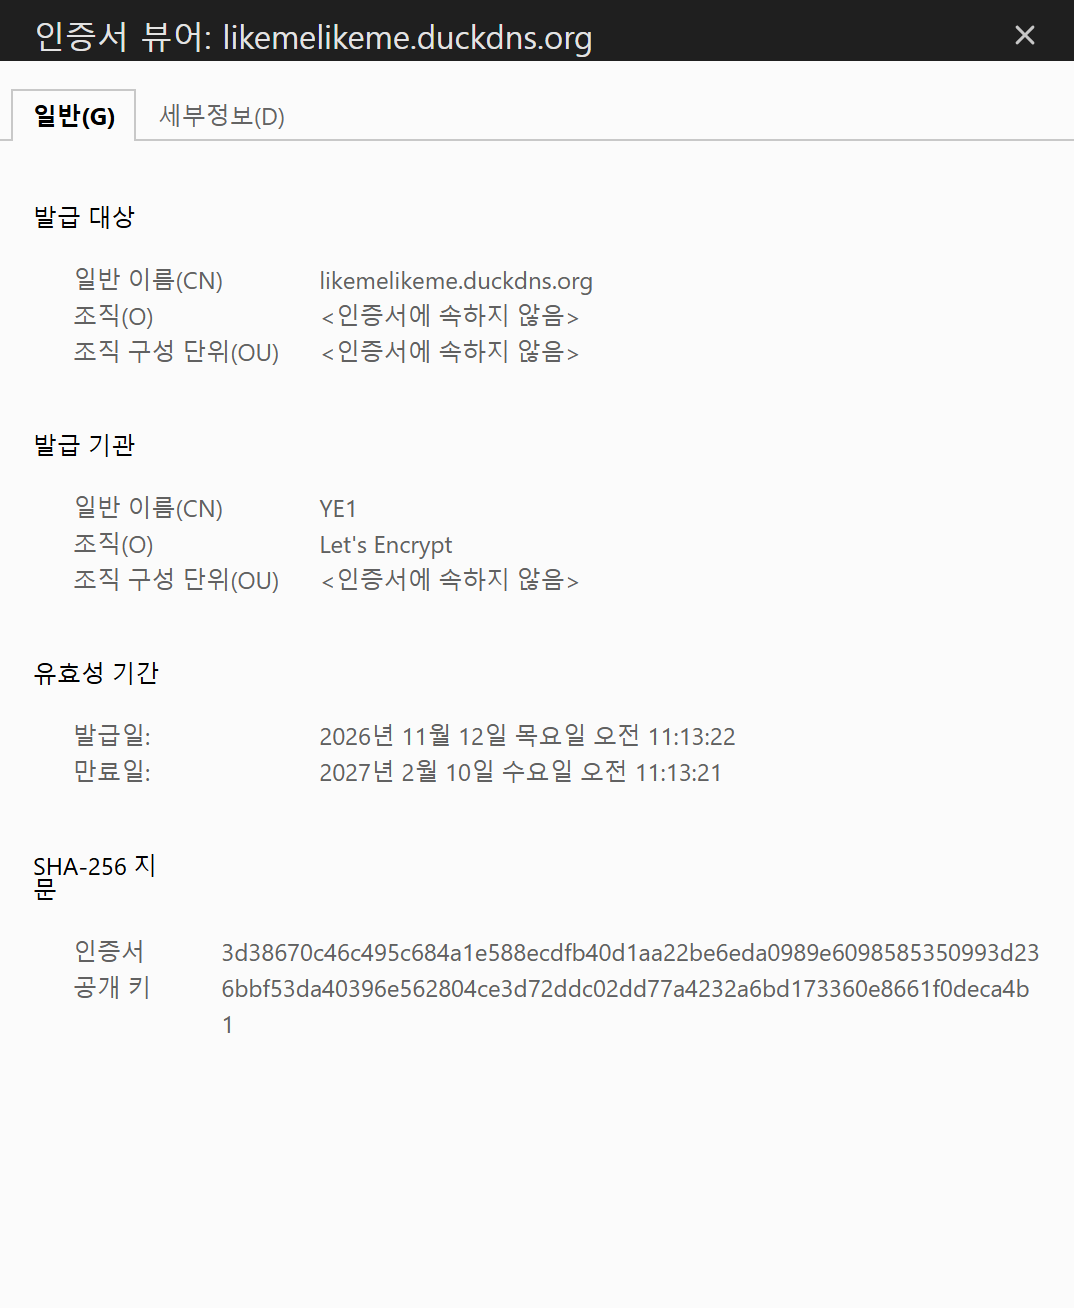 인증서 뷰어: likemelikeme.duckdns.org
일반(G) 세부정보(D)
발급 대상
일반 이름(CN) likemelikeme.duckdns.org
조직(O) <인증서에 속하지 않음>
조직 구성 단위(OU) <인증서에 속하지 않음>
발급 기관
일반 이름(CN) YE1
조직(O) Let's Encrypt
조직 구성 단위(OU) <인증서에 속하지 않음>
유효성 기간
발급일: 2026년 11월 12일 목요일 오전 11:13:22
만료일: 2027년 2월 10일 수요일 오전 11:13:21
SHA-256 지
문
인증서 3d38670c46c495c684a1e588ecdfb40d1aa22be6eda0989e6098585350993d23
공개 키 6bbf53da40396e562804ce3d72ddc02dd77a4232a6bd173360e8661f0deca4b
1